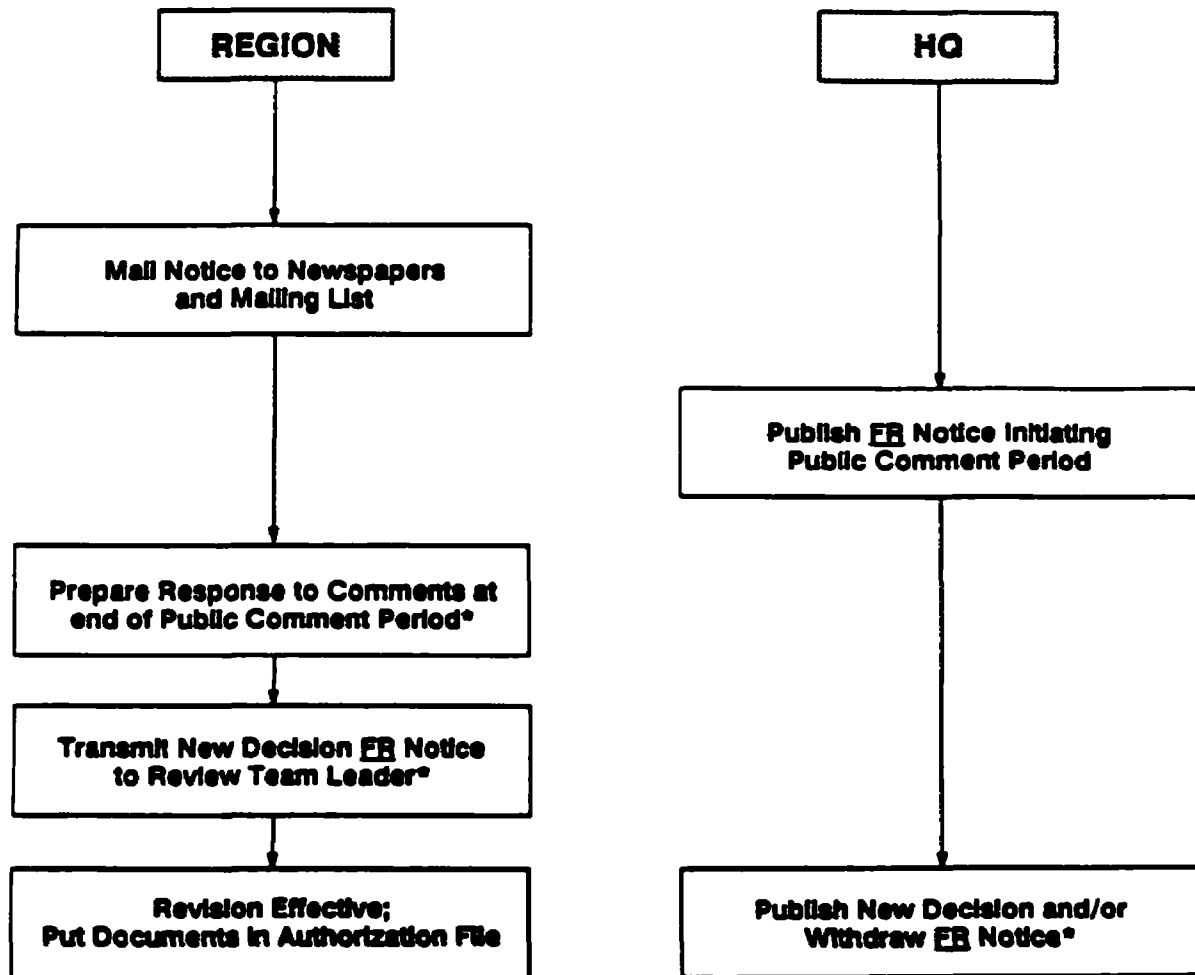 REGION
HQ
Mail Notice to Newspapers
and Mailing List
Publish FR Notice Initiating
Public Comment Period
Prepare Response to Comments at
end of Public Comment Period*
Transmit New Decision FR Notice
to Review Team Leader*
Revision Effective;
Put Documents in Authorization File
Publish New Decision and/or
Withdraw FR Notice*